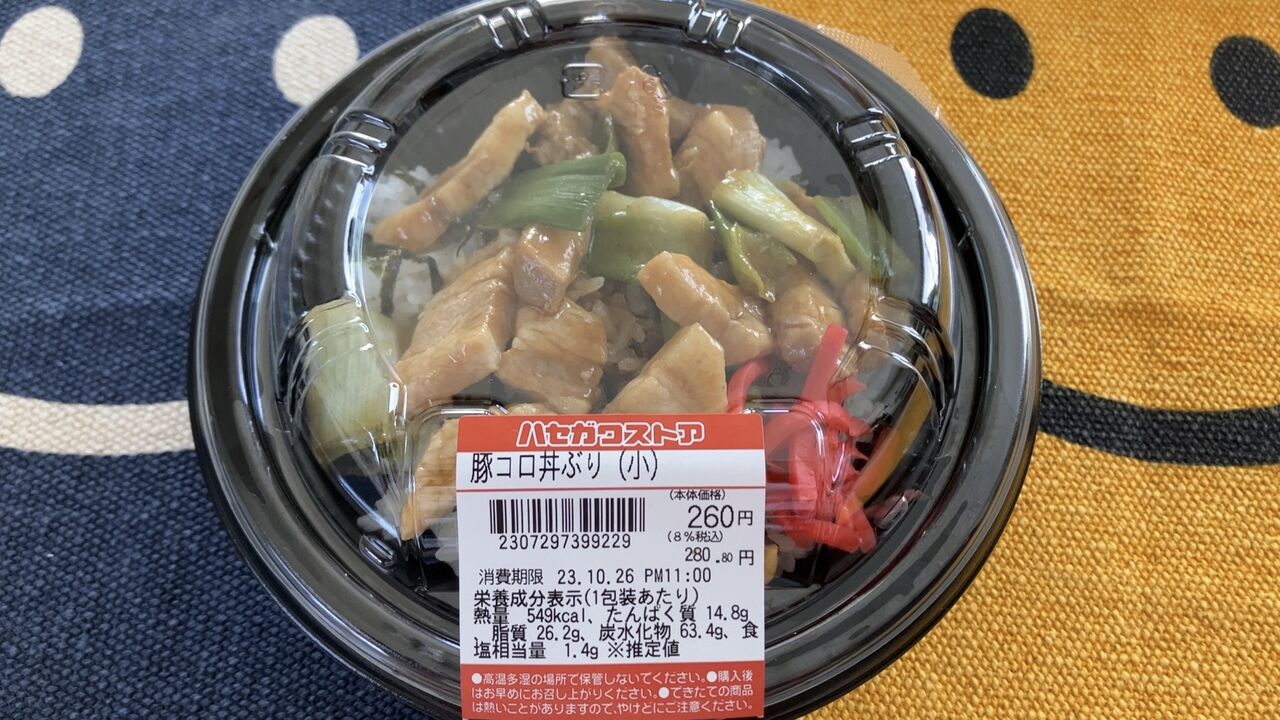 ハセガワストア
豚コロ丼ぶり (小)
(本体価格)
260円
2307297399229
(8%税込)
280.80 円
消費期限 23.10.26 PM11:00
栄養成分表示(1包装あたり)
熱量 549kcal、たんぱく質 14.8g
脂質 26.2g、炭水化物 63.4g、食
塩相当量 1.4g ※推定値
●高温多湿の場所で保管しないでください。●購入後
はお早めにお召し上がりください。●できたての商品
は熱いことがありますので、やけどにご注意ください。